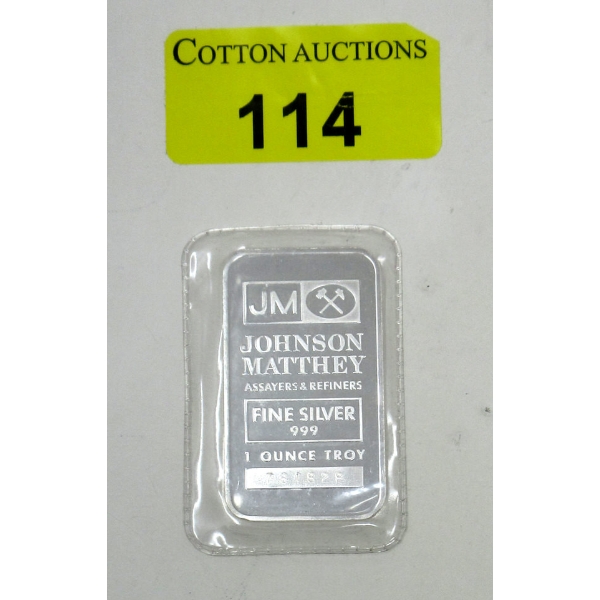 COTTON AUCTIONS
114
JM
JOHNSON
MATTHEY
ASSAYERS & REFINERS
FINE SILVER
999
1 OUNCE TROY